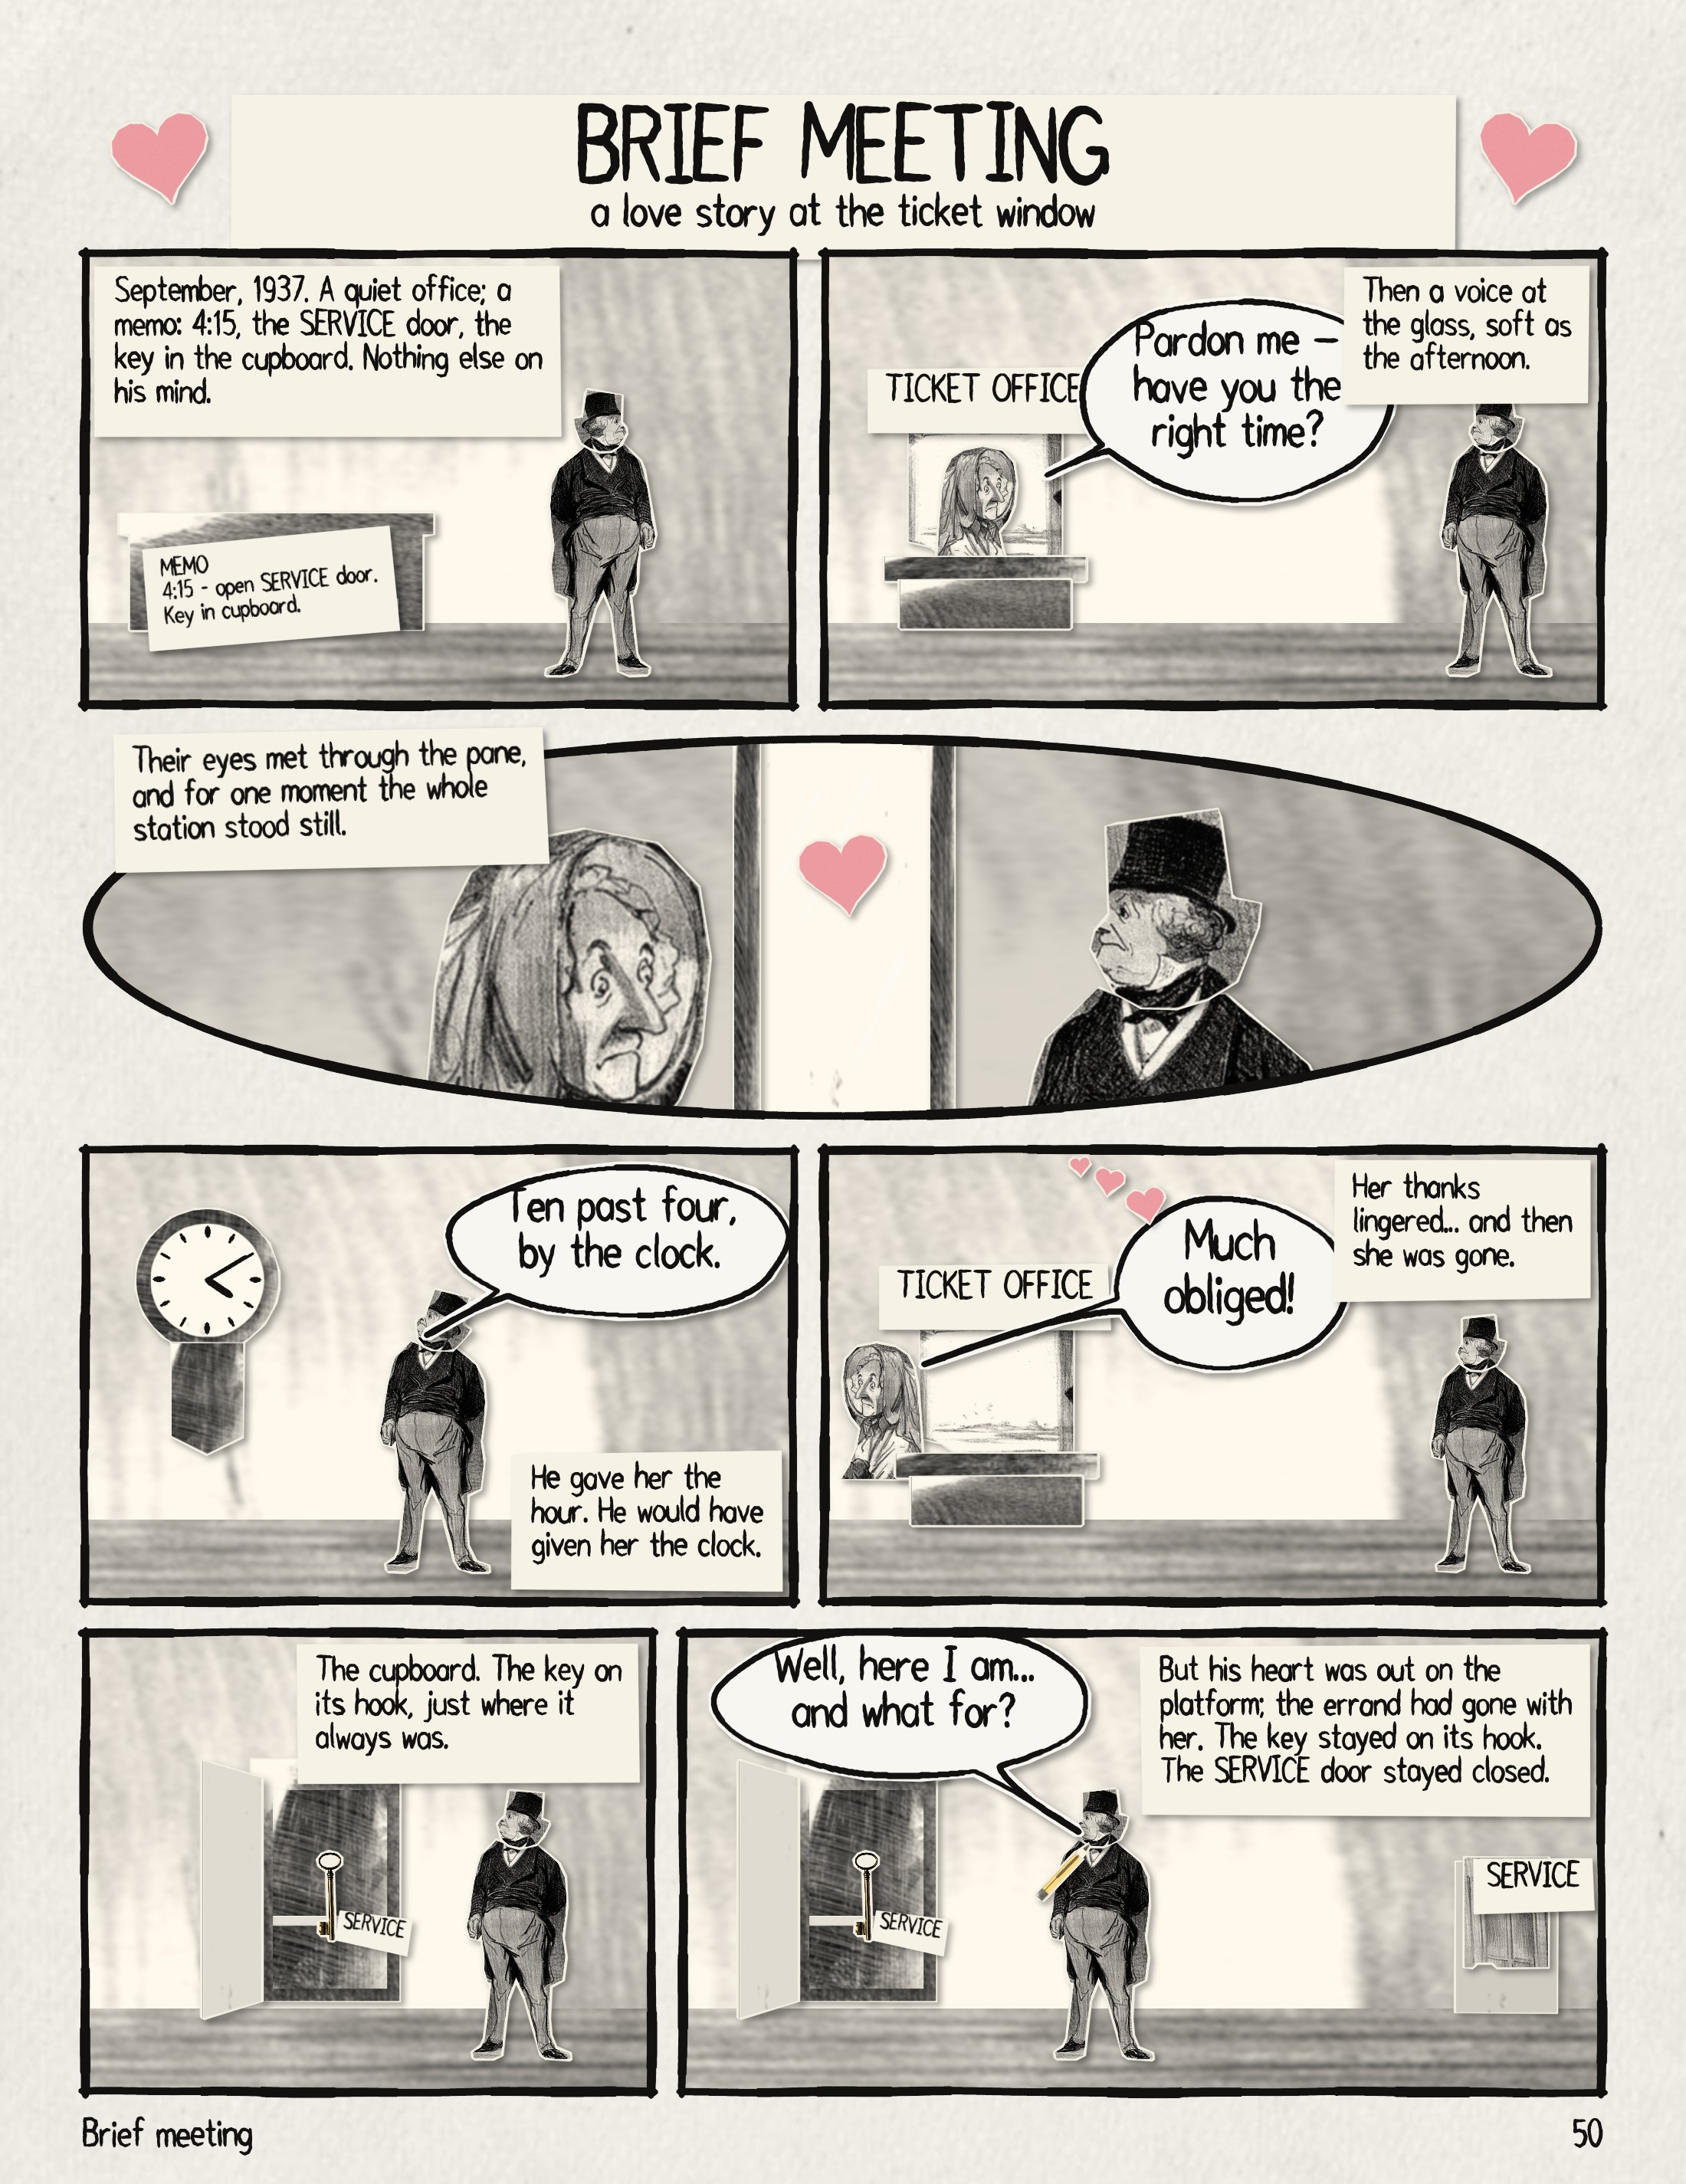 BRIEF MEETING
a love story at the ticket window
September, 1937. A quiet office; a
memo: 4:15, the SERVICE door, the
key in the cupboard. Nothing else on
his mind.
MEMO
4:15 - open SERVICE door.
Key in cupboard.
TICKET OFFICE
Pardon me –
have you the
right time?
Then a voice at
the glass, soft as
the afternoon.
Their eyes met through the pane,
and for one moment the whole
station stood still.
Ten past four,
by the clock.
He gave her the
hour. He would have
given her the clock.
TICKET OFFICE
Much
obliged!
Her thanks
lingered... and then
she was gone.
The cupboard. The key on
its hook, just where it
always was.
SERVICE
Well, here I am...
and what for?
But his heart was out on the
platform; the errand had gone with
her. The key stayed on its hook.
The SERVICE door stayed closed.
SERVICE
SERVICE
Brief meeting
50